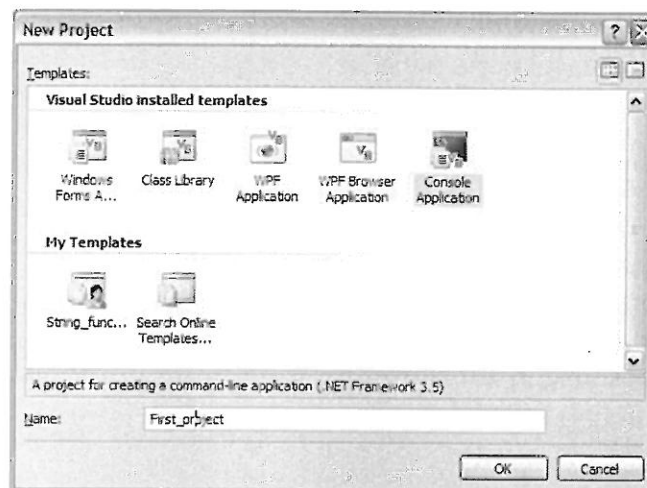 New Project
Templates:
Visual Studio installed templates
Windows Forms A...
Class Library
WPF Application
WPF Browser Application
Console Application
My Templates
String_func...
Search Online Templates...
A project for creating a command-line application (.NET Framework 3.5)
Name: First_project
OK Cancel